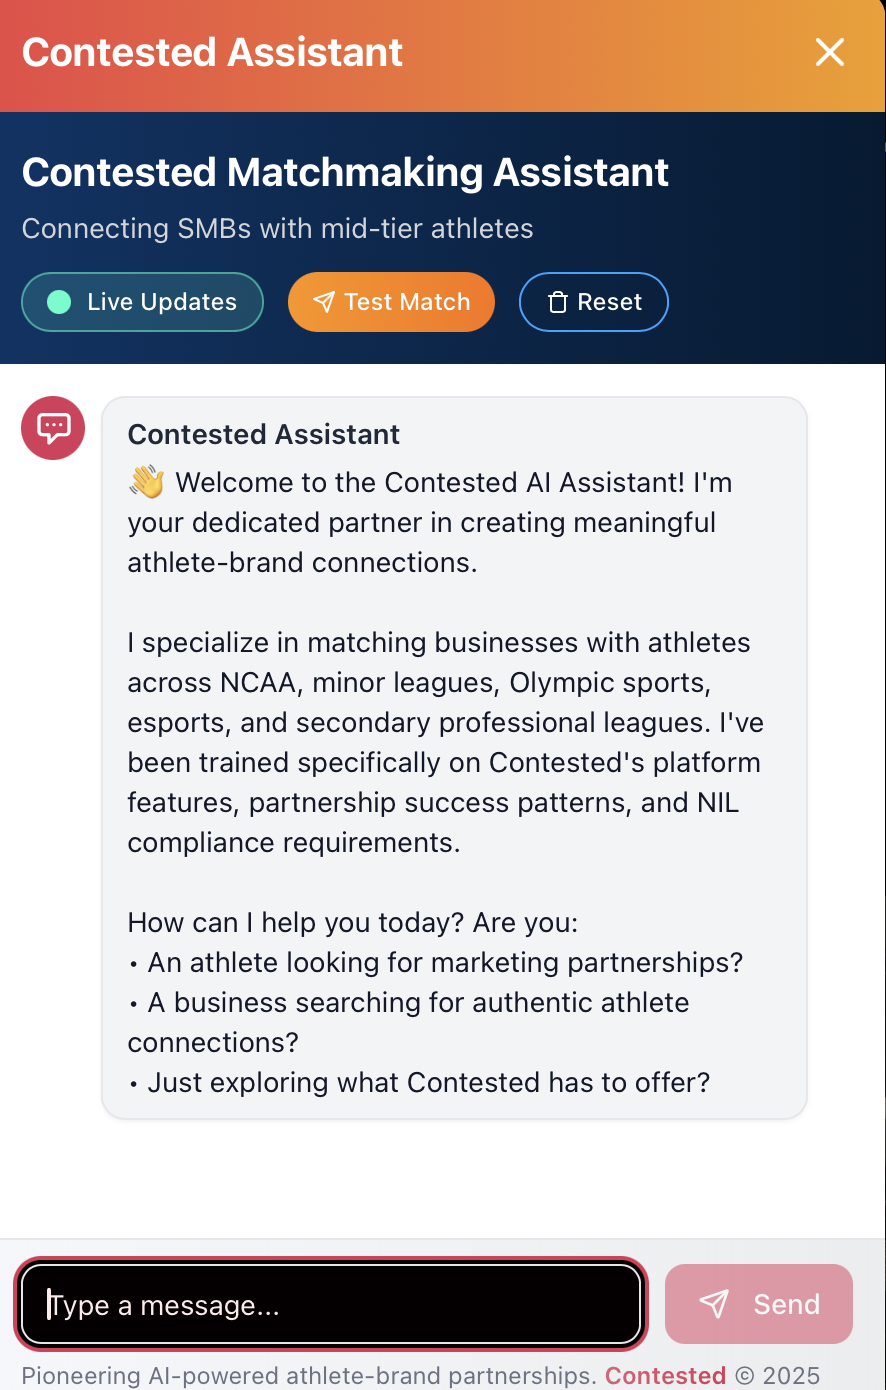 Contested Assistant
Contested Matchmaking Assistant
Connecting SMBs with mid-tier athletes
Live Updates
Test Match
Reset
Contested Assistant
👋 Welcome to the Contested AI Assistant! I'm
your dedicated partner in creating meaningful
athlete-brand connections.
I specialize in matching businesses with athletes
across NCAA, minor leagues, Olympic sports,
esports, and secondary professional leagues. I've
been trained specifically on Contested's platform
features, partnership success patterns, and NIL
compliance requirements.
How can I help you today? Are you:
• An athlete looking for marketing partnerships?
• A business searching for authentic athlete
connections?
• Just exploring what Contested has to offer?
Type a message...
Send
Pioneering AI-powered athlete-brand partnerships. Contested © 2025